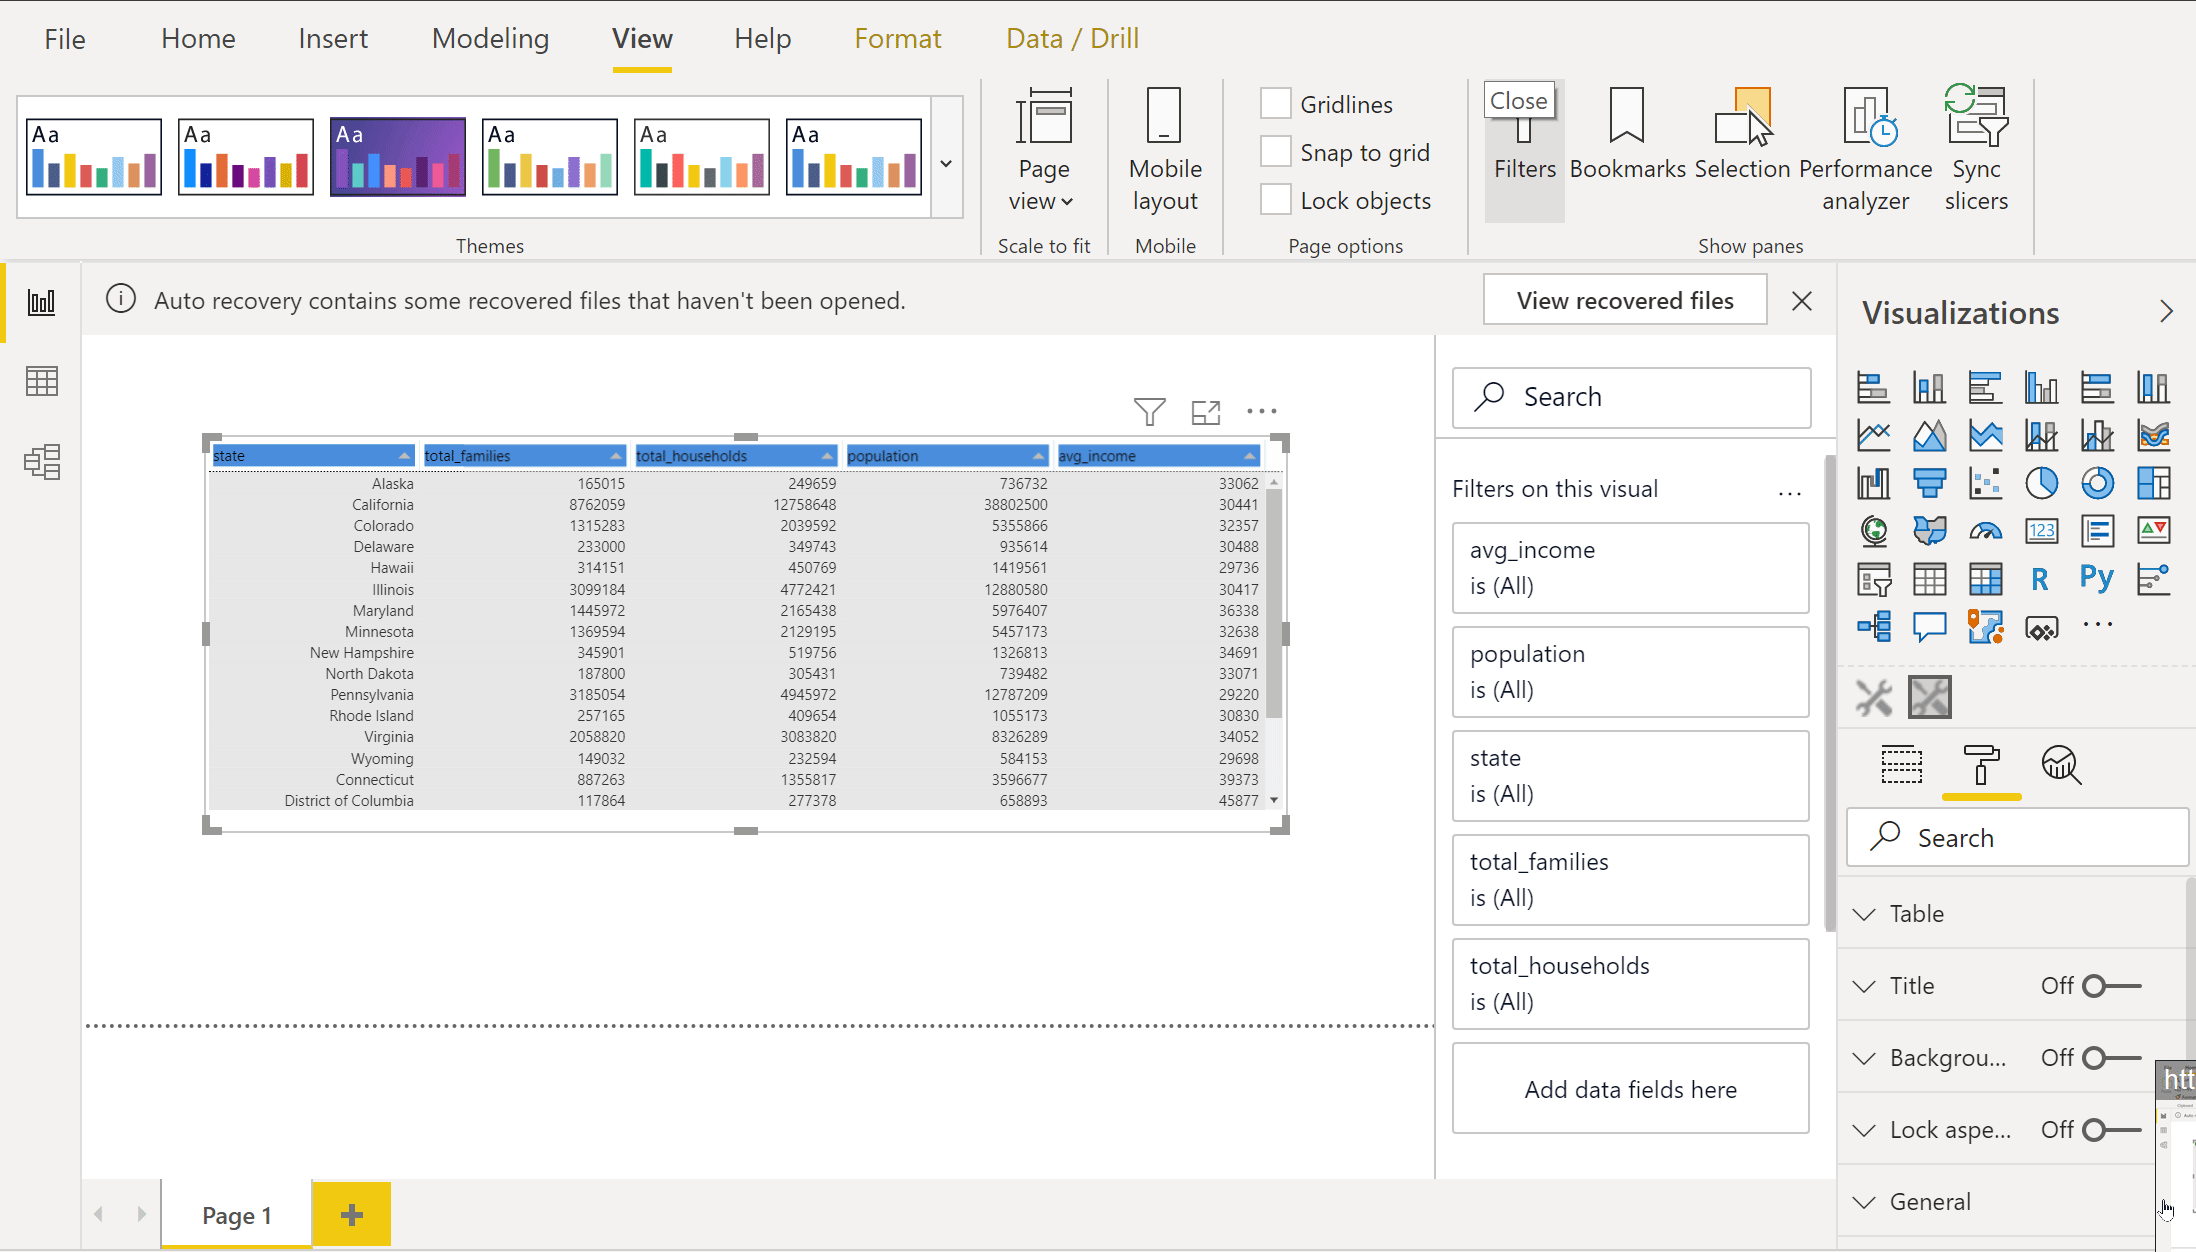 File Home Insert Modeling View Help Format Data / Drill
Aa Aa Aa Aa Aa Aa
Page view
Mobile layout
Gridlines
Snap to grid
Lock objects
Close
Filters
Bookmarks
Selection
Performance analyzer
Sync slicers
Themes
Scale to fit
Mobile
Page options
Show panes
Auto recovery contains some recovered files that haven't been opened.
View recovered files
state total_families total_households population avg_income
Alaska 165015 249659 736732 33062
California 8762059 12758648 38802500 30441
Colorado 1315283 2039592 5355866 32357
Delaware 233000 349743 935614 30488
Hawaii 314151 450769 1419561 29736
Illinois 3099184 4772421 12880580 30417
Maryland 1445972 2165438 5976407 36338
Minnesota 1369594 2129195 5457173 32638
New Hampshire 345901 519756 1326813 34691
North Dakota 187800 305431 739482 33071
Pennsylvania 3185054 4945972 12787209 29220
Rhode Island 257165 409654 1055173 30830
Virginia 2058820 3083820 8326289 34052
Wyoming 149032 232594 584153 29698
Connecticut 887263 1355817 3596677 39373
District of Columbia 117864 277378 658893 45877
Search
Filters on this visual ...
avg_income
is (All)
population
is (All)
state
is (All)
total_families
is (All)
total_households
is (All)
Add data fields here
Visualizations
123
R Py
...
Search
Table
Title Off
Backgrou... Off
Lock aspe... Off
General
htt
Page 1